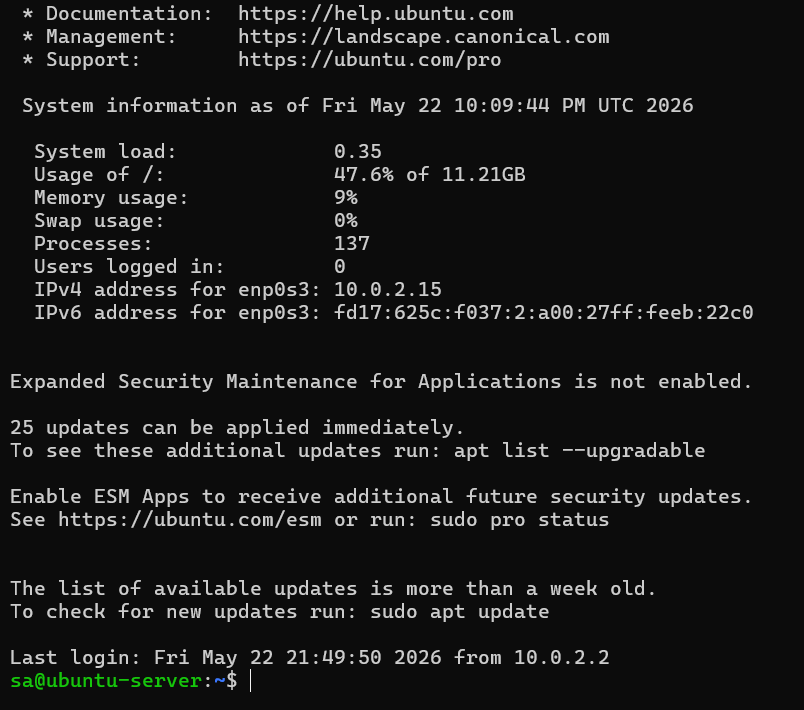 * Documentation:  https://help.ubuntu.com
* Management:     https://landscape.canonical.com
* Support:        https://ubuntu.com/pro
System information as of Fri May 22 10:09:44 PM UTC 2026
System load:             0.35
Usage of /:              47.6% of 11.21GB
Memory usage:            9%
Swap usage:              0%
Processes:               137
Users logged in:         0
IPv4 address for enp0s3: 10.0.2.15
IPv6 address for enp0s3: fd17:625c:f037:2:a00:27ff:feeb:22c0
Expanded Security Maintenance for Applications is not enabled.
25 updates can be applied immediately.
To see these additional updates run: apt list --upgradable
Enable ESM Apps to receive additional future security updates.
See https://ubuntu.com/esm or run: sudo pro status
The list of available updates is more than a week old.
To check for new updates run: sudo apt update
Last login: Fri May 22 21:49:50 2026 from 10.0.2.2
sa@ubuntu-server:~$